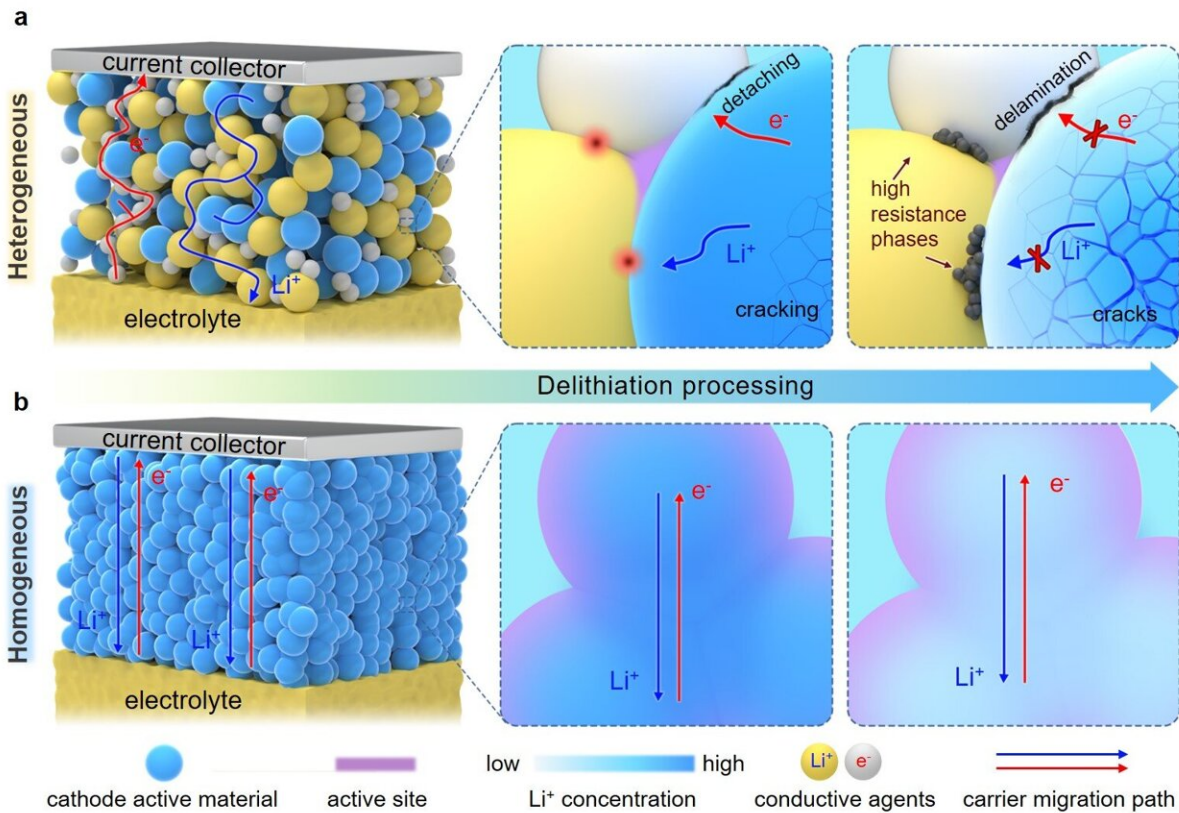 a
Heterogeneous
current collector
e⁻
Li⁺
electrolyte
detaching
e⁻
Li⁺
cracking
delamination
e⁻
high
resistance
phases
Li⁺
cracks
Delithiation processing
b
Homogeneous
current collector
e⁻
e⁻
Li⁺
Li⁺
electrolyte
e⁻
Li⁺
e⁻
Li⁺
cathode active material
active site
low
high
Li⁺ concentration
Li⁺
e⁻
conductive agents
carrier migration path